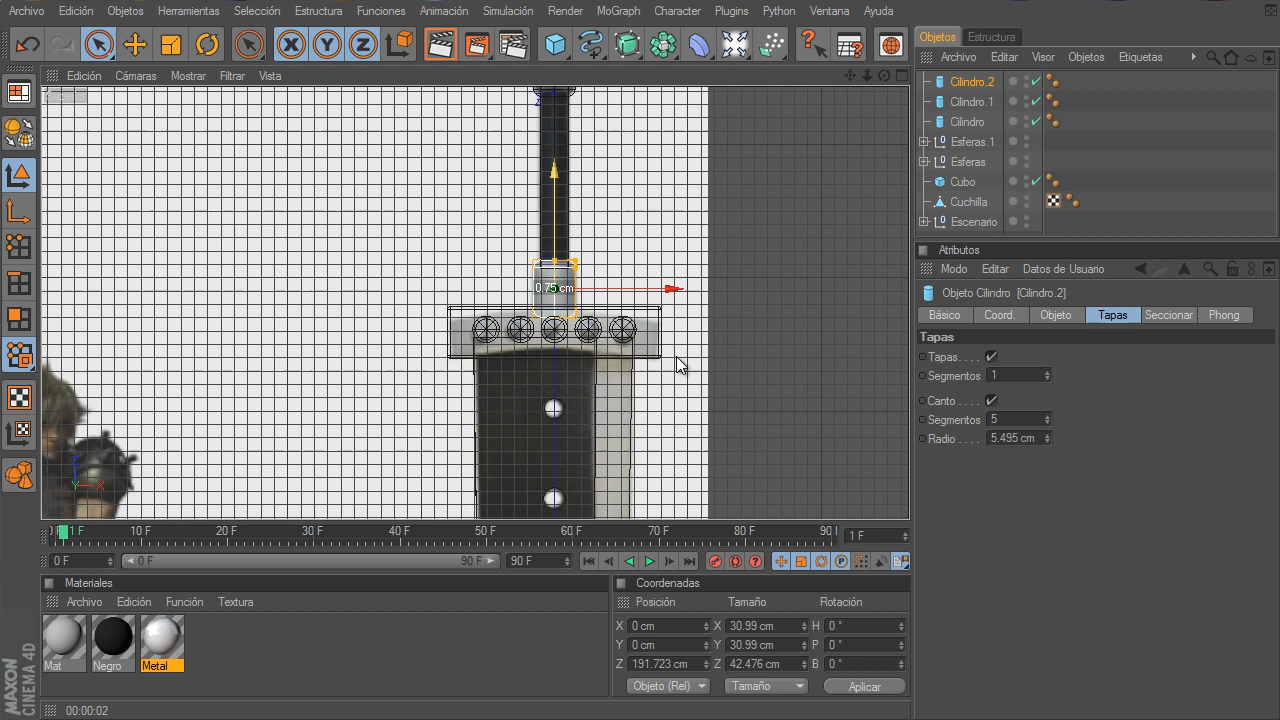 Archivo Edición Objetos Herramientas Selección Estructura Funciones Animación Simulación Render MoGraph Character Plugins Python Ventana Ayuda
Objetos Estructura
Archivo Editar Visor Objetos Etiquetas
Edición Cámaras Mostrar Filtrar Vista
Cilindro.2
Cilindro.1
Cilindro
Esferas.1
Esferas
Cubo
Cuchilla
Escenario
Atributos
Modo Editar Datos de Usuario
Objeto Cilindro [Cilindro.2]
Básico Coord. Objeto Tapas Seccionar Phong
Tapas
Tapas. . . .
Segmentos 1
Canto . . . .
Segmentos 5
Radio . . . . 5.495 cm
0.75 cm
Z
Y X
1 F 10 F 20 F 30 F 40 F 50 F 60 F 70 F 80 F 90 1 F
0 F 0 F 90 F 90 F
Materiales
Archivo Edición Función Textura
Mat Negro Metal
Coordenadas
Posición Tamaño Rotación
X 0 cm X 30.99 cm H 0 °
Y 0 cm Y 30.99 cm P 0 °
Z 191.723 cm Z 42.476 cm B 0 °
Objeto (Rel) Tamaño Aplicar
MAXON
CINEMA 4D
00:00:02